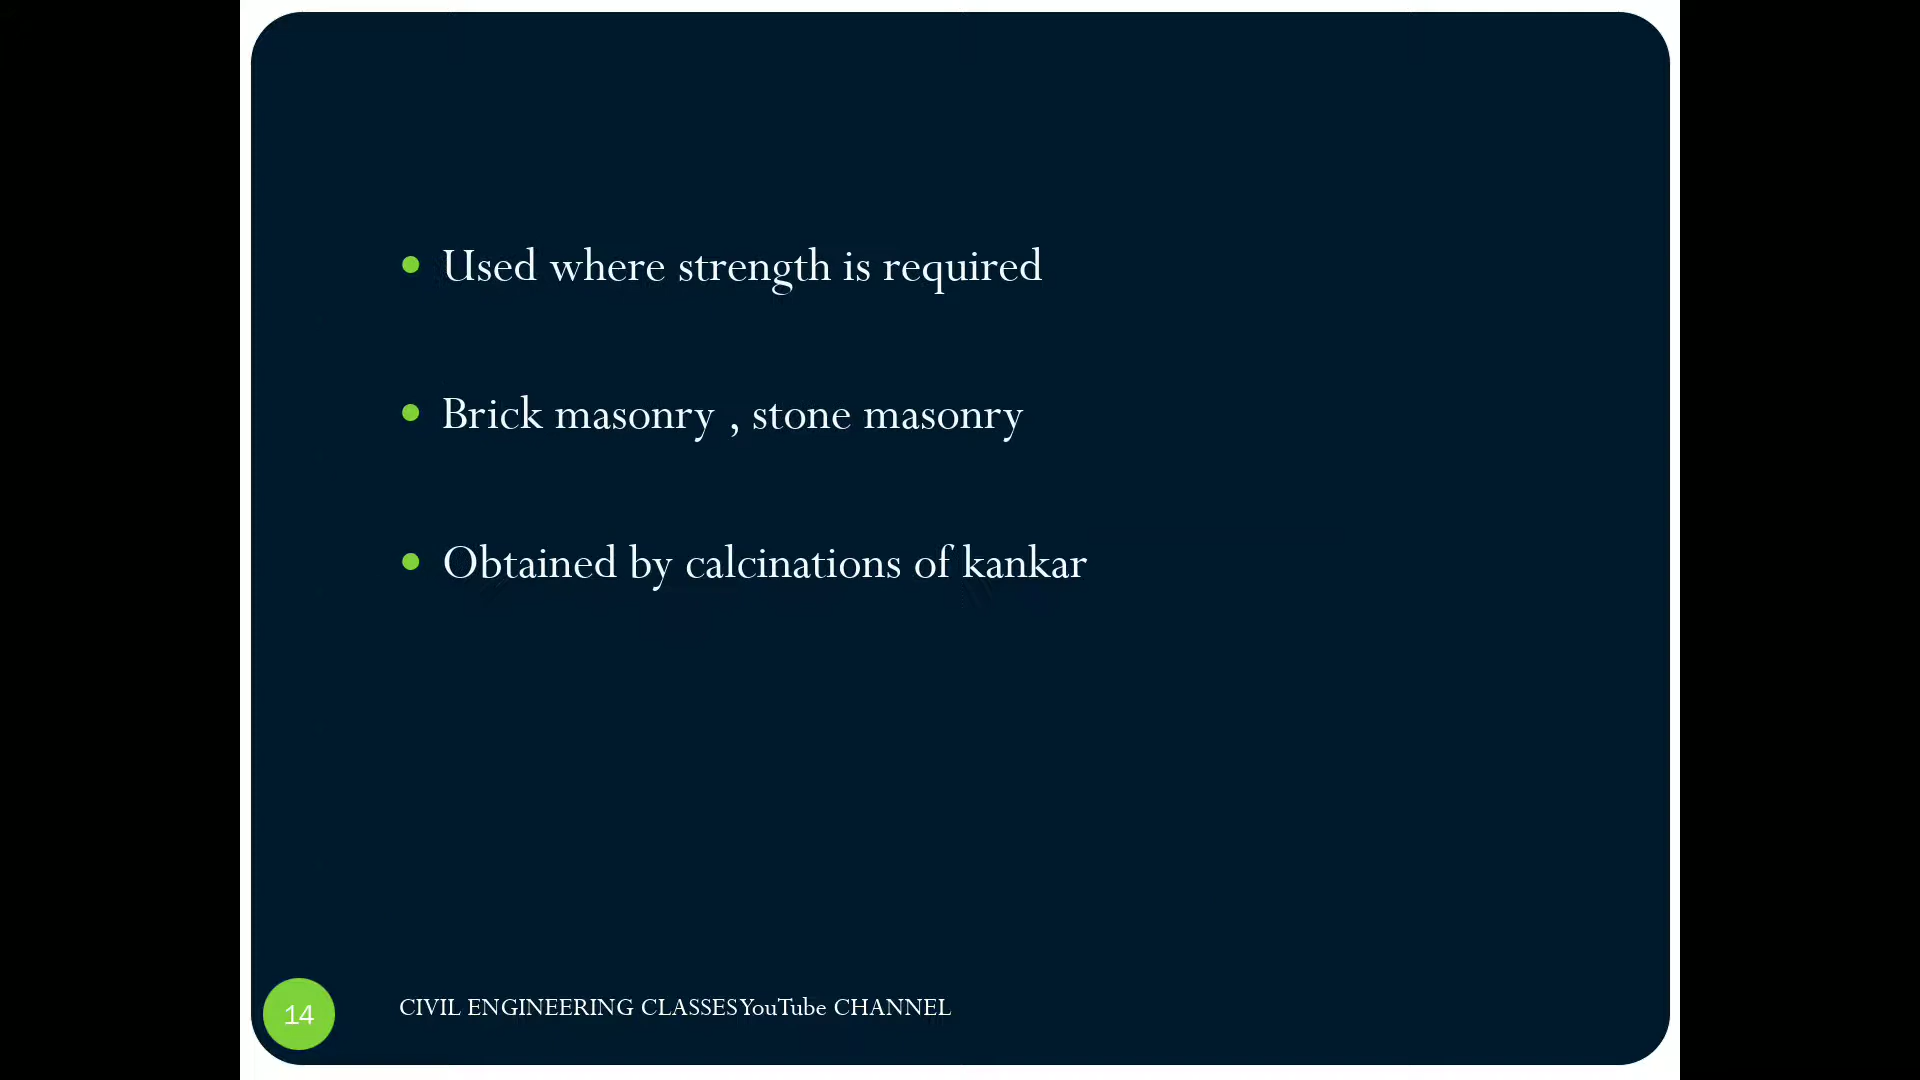 Used where strength is required
Brick masonry , stone masonry
Obtained by calcinations of kankar
14
CIVIL ENGINEERING CLASSES YouTube CHANNEL